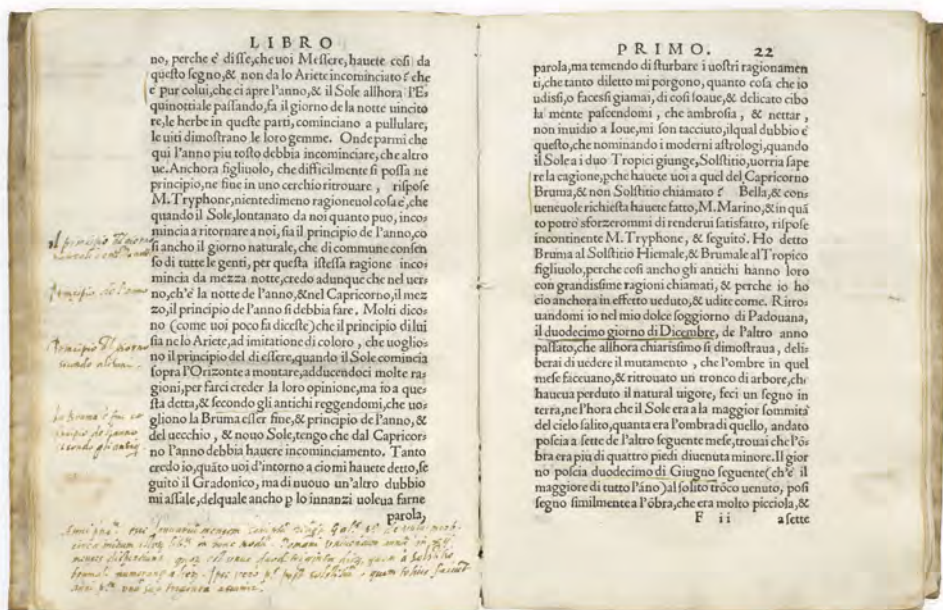 LIBRO
no, perche e' disse, che uoi Messere, hauete cosi da
questo segno, & non da lo Ariete incominciato? che
e' pur colui, che ci apre l'anno, & il Sole allhora l'E-
quinottiale passando, fa il giorno de la notte uincito
re, le herbe in queste parti, cominciano a pullulare,
le uiti dimostrano le loro gemme. Onde parmi che
qui l'anno piu tosto debbia incominciare, che altro
ue. Anchora figliuolo, che difficilmente si possa ne
principio, ne fine in uno cerchio ritrouare, rispose
M. Tryphone, nientedimeno ragioneuol cosa e', che
quando il Sole, lontanato da noi quanto puo, inco-
mincia a ritornare a noi, sia il principio de l'anno, co
si ancho il giorno naturale, che di commune consen
so di tutte le genti, per questa istessa ragione inco-
mincia da mezza notte, credo adunque che nel uer-
no, ch'e' la notte de l'anno, & nel Capricorno, il mez
zo, il principio de l'anno si debba fare. Molti dico-
no (come uoi poco fa diceste) che il principio di lui
sia ne lo Ariete, ad imitatione di coloro, che uoglio-
no il principio del dì essere, quando il Sole comincia
sopra l'Orizonte a montare, adducendoci molte ra-
gioni, per farci creder la loro opinione, ma io a que-
sta detta, & secondo gli antichi reggendomi, che uo-
gliono la Bruma esser fine, & principio de l'anno, &
del uecchio, & nouo Sole, tengo che dal Capricor-
no l'anno debbia hauere incominciamento. Tanto
credo io, quāto uoi d'intorno a cio mi hauete detto, se
guitò il Gradonico, ma di nuouo un'altro dubbio
mi assale, delquale ancho p lo innanzi uoleua farne
parola,
Principio de l'anno
Principio del giorno
secondo alcuni
PRIMO. 22
parola, ma temendo di sturbare i uostri ragionamen
ti, che tanto diletto mi porgono, quanto cosa che io
udissi, o facessi giamai, di cosi soaue, & delicato cibo
la mente pascendomi, che ambrosia, & nettar,
non inuidio a Ioue, mi son tacciuto, ilqual dubbio e'
questo, che nominando i moderni astrologi, quando
il Sole a i duo Tropici giunge, Solstitio, uorria sape
re la cagione, pche hauete uoi a quel del Capricorno
Bruma, & non Solstitio chiamato? Bella, & con-
ueneuole richiesta hauete fatto, M. Marino, & in quā
to potro' sforzerommi di renderui satisfatto, rispose
incontinente M. Tryphone, & seguito'. Ho detto
Bruma al Solstitio Hiemale, & Brumale al Tropico
figliuolo, perche cosi ancho gli antichi hanno loro
con grandissime ragioni chiamati, & perche io ho
cio anchora in effetto ueduto, & udite come. Ritro-
uandomi io nel mio dolce soggiorno di Padouana,
il duodecimo giorno di Dicembre, de l'altro anno
passato, che allhora chiarissimo si dimostraua, deli-
berai di uedere il mutamento, che l'ombre in quel
mese faceuano, & ritrouato un tronco di arbore, che
haueua perduto il natural uigore, feci un segno in
terra, ne l'hora che il Sole era a la maggior sommita'
del cielo salito, quanta era l'ombra di quello, andato
poscia a sette de l'altro seguente mese, trouai che l'ō-
bra era piu di quattro piedi diuenuta minore. Il gior
no poscia duodecimo di Giugno seguente (ch'e' il
maggiore di tutto l'āno) al solito trōco uenuto, posi
segno similmente a l'ōbra, che era molto picciola, &
F ii a sette